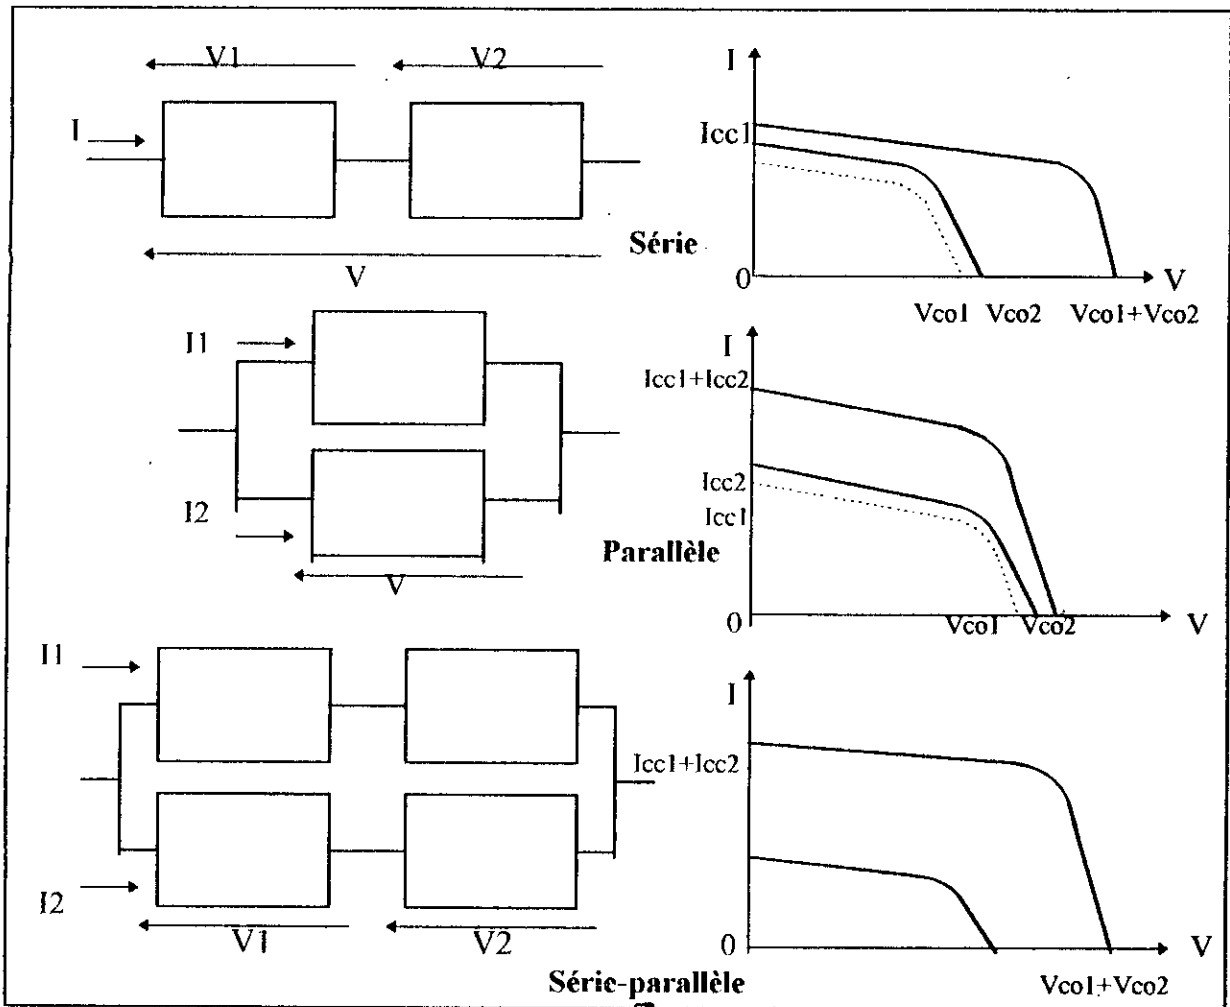 V1 V2
I
V
Série
I
Icc1
0
V
Vco1 Vco2 Vco1+Vco2
I1
I2
V
Parallèle
I
Icc1+Icc2
Icc2
Icc1
0
Vco1 Vco2
V
I1
I2
V1 V2
Série-parallèle
I
Icc1+Icc2
0
V
Vco1+Vco2